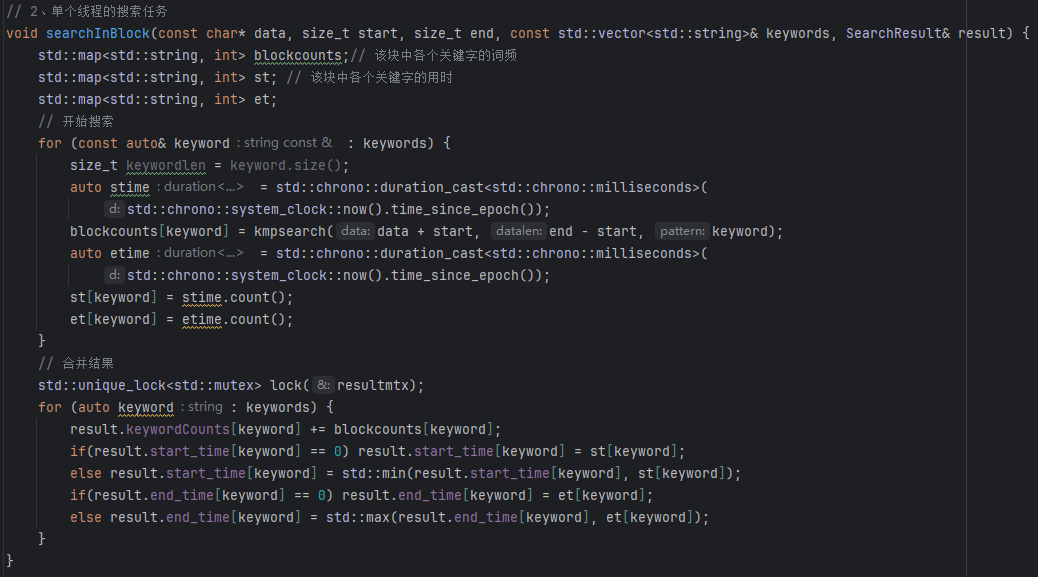 // 2、单个线程的搜索任务
void searchInBlock(const char* data, size_t start, size_t end, const std::vector<std::string>& keywords, SearchResult& result) {
    std::map<std::string, int> blockcounts;// 该块中各个关键字的词频
    std::map<std::string, int> st; // 该块中各个关键字的用时
    std::map<std::string, int> et;
    // 开始搜索
    for (const auto& keyword : string const &  : keywords) {
        size_t keywordlen = keyword.size();
        auto stime : duration<...>  = std::chrono::duration_cast<std::chrono::milliseconds>(
            d: std::chrono::system_clock::now().time_since_epoch());
        blockcounts[keyword] = kmpsearch( data: data + start, datalen: end - start, pattern: keyword);
        auto etime : duration<...>  = std::chrono::duration_cast<std::chrono::milliseconds>(
            d: std::chrono::system_clock::now().time_since_epoch());
        st[keyword] = stime.count();
        et[keyword] = etime.count();
    }
    // 合并结果
    std::unique_lock<std::mutex> lock( &: resultmtx);
    for (auto keyword : string : keywords) {
        result.keywordCounts[keyword] += blockcounts[keyword];
        if(result.start_time[keyword] == 0) result.start_time[keyword] = st[keyword];
        else result.start_time[keyword] = std::min(result.start_time[keyword], st[keyword]);
        if(result.end_time[keyword] == 0) result.end_time[keyword] = et[keyword];
        else result.end_time[keyword] = std::max(result.end_time[keyword], et[keyword]);
    }
}